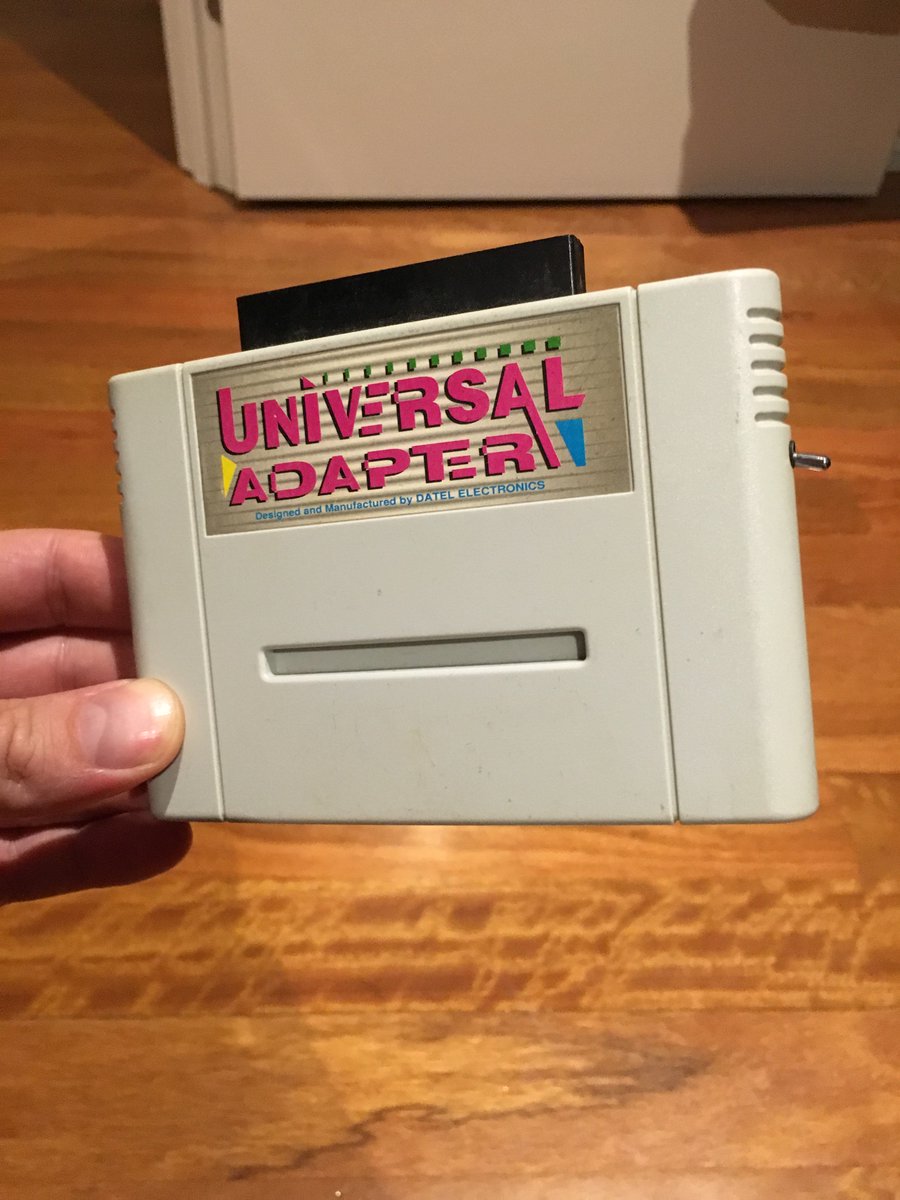 UNIVERSAL
ADAPTER
Designed and Manufactured by DATEL ELECTRONICS